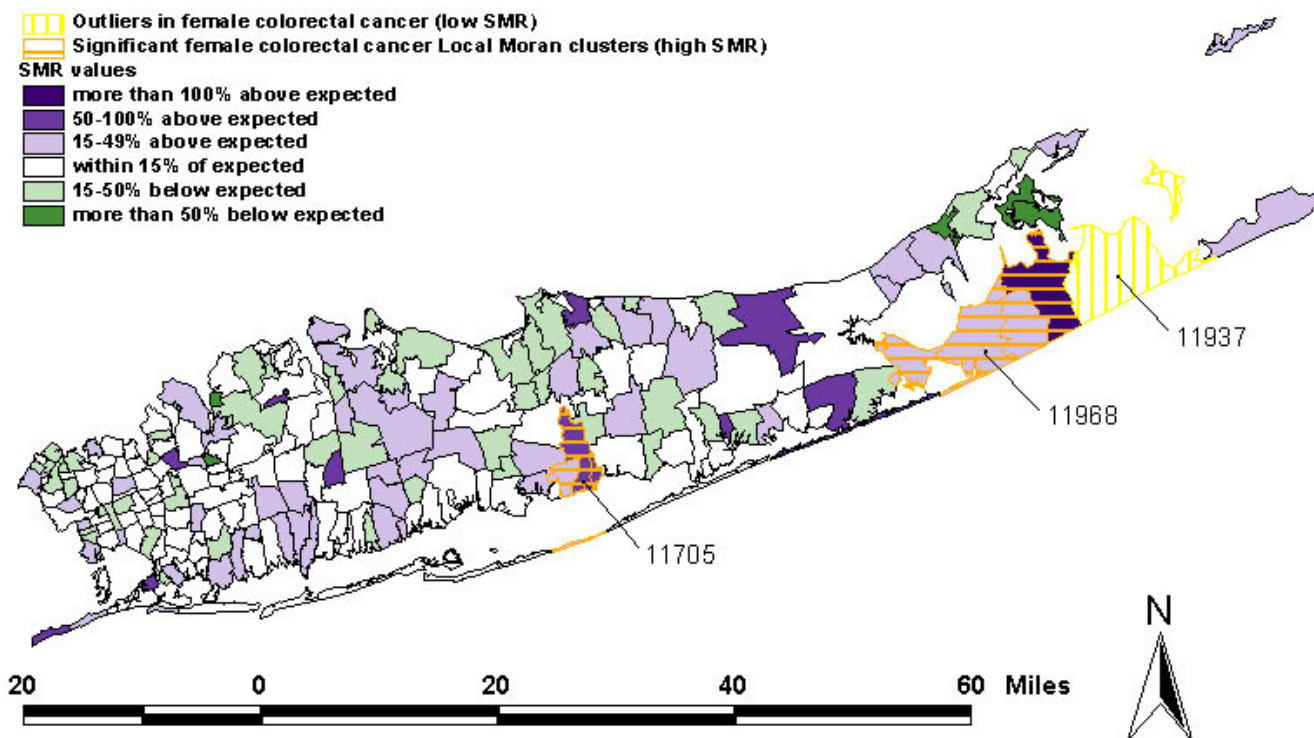 Outliers in female colorectal cancer (low SMR)
Significant female colorectal cancer Local Moran clusters (high SMR)
SMR values
more than 100% above expected
50-100% above expected
15-49% above expected
within 15% of expected
15-50% below expected
more than 50% below expected
11937
11968
11705
N
20 0 20 40 60 Miles